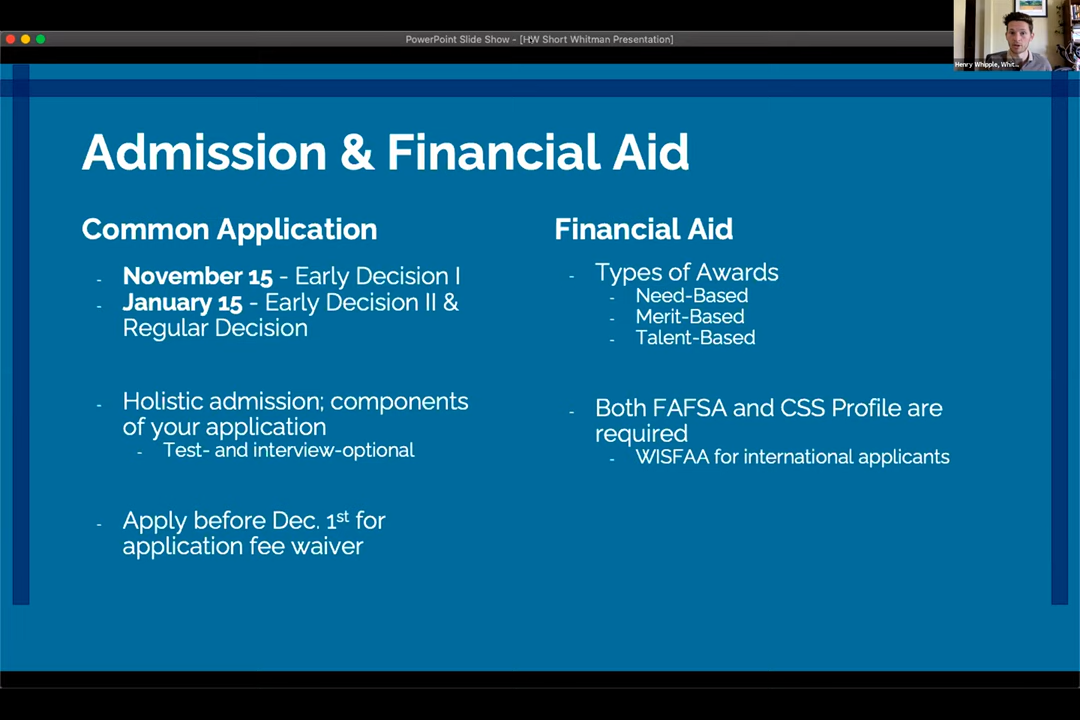 PowerPoint Slide Show - [HW Short Whitman Presentation]
Henry Whipple, Whit...
Admission & Financial Aid
Common Application
- November 15 - Early Decision I
- January 15 - Early Decision II &
Regular Decision
- Holistic admission; components
of your application
- Test- and interview-optional
- Apply before Dec. 1st for
application fee waiver
Financial Aid
- Types of Awards
- Need-Based
- Merit-Based
- Talent-Based
- Both FAFSA and CSS Profile are
required
- WISFAA for international applicants